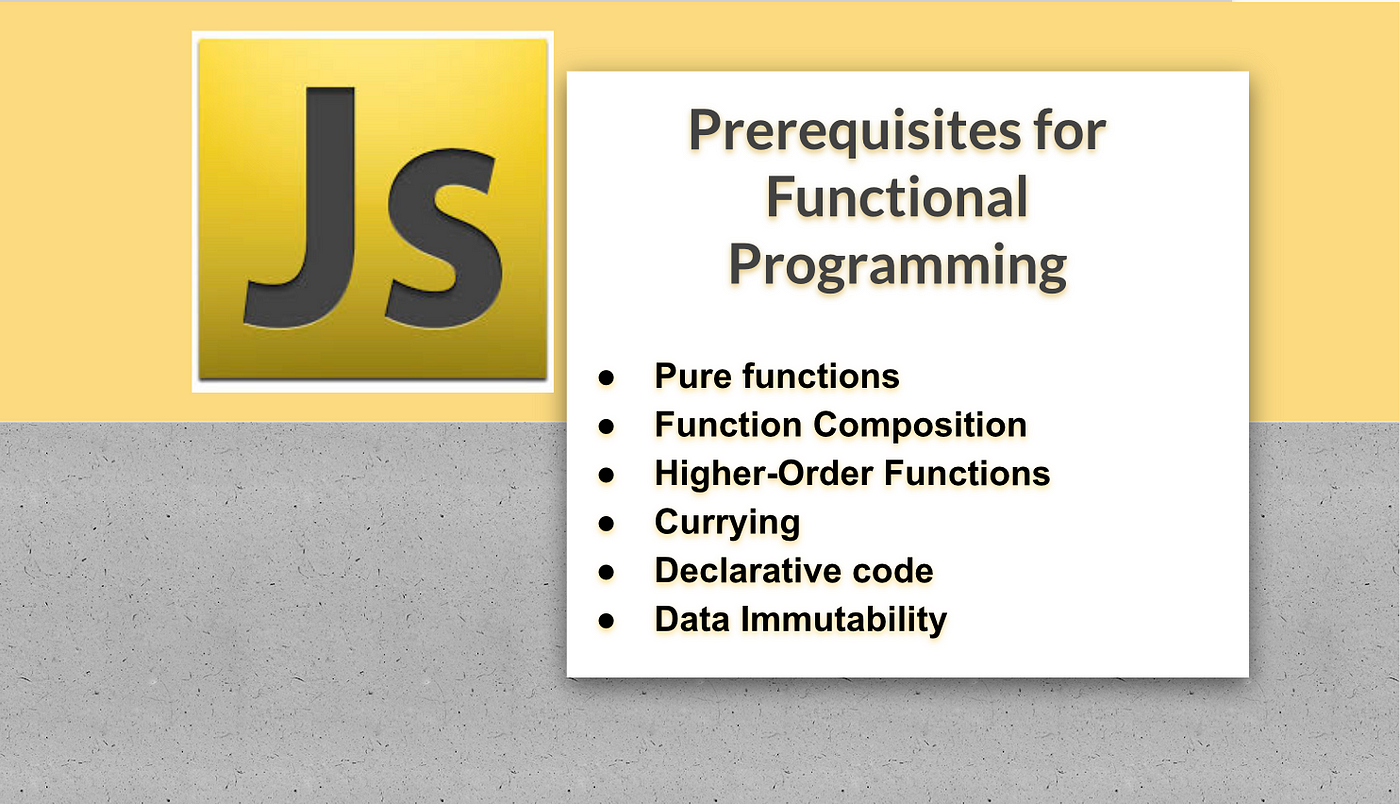 Js
Prerequisites for
Functional
Programming
● Pure functions
● Function Composition
● Higher-Order Functions
● Currying
● Declarative code
● Data Immutability